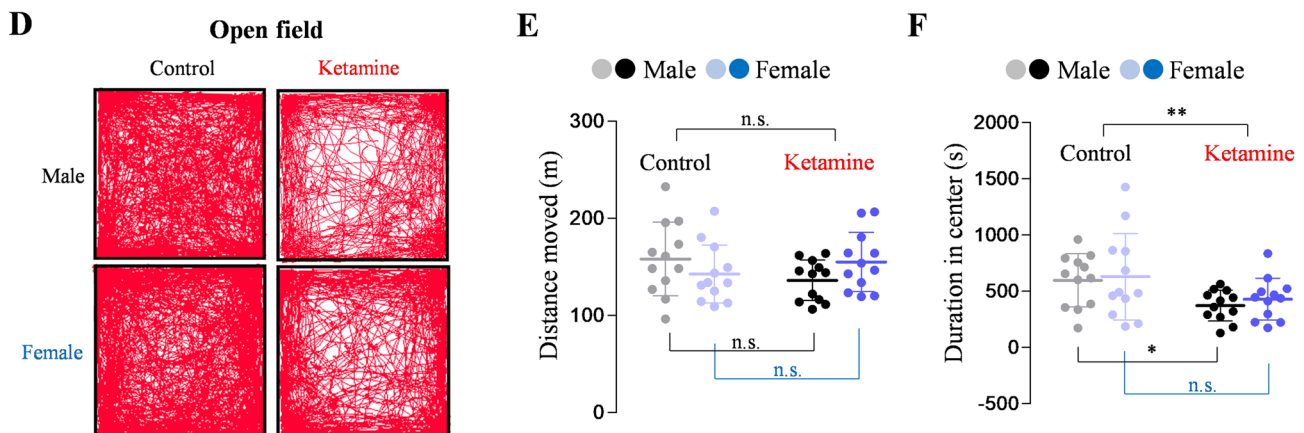 D
Open field
Control
Ketamine
Male
Female
E
Male
Female
n.s.
300
Control
Ketamine
Distance moved (m)
200
100
n.s.
n.s.
0
F
Male
Female
**
2000
Control
Ketamine
Duration in center (s)
1500
1000
500
0
*
n.s.
-500